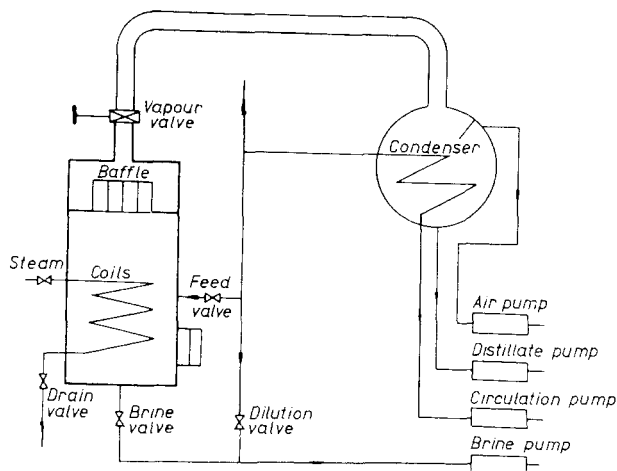 Vapour
valve
Baffle
Condenser
Steam
Coils
Feed
valve
Air pump
Distillate pump
Drain
valve
Brine
valve
Dilution
valve
Circulation pump
Brine pump